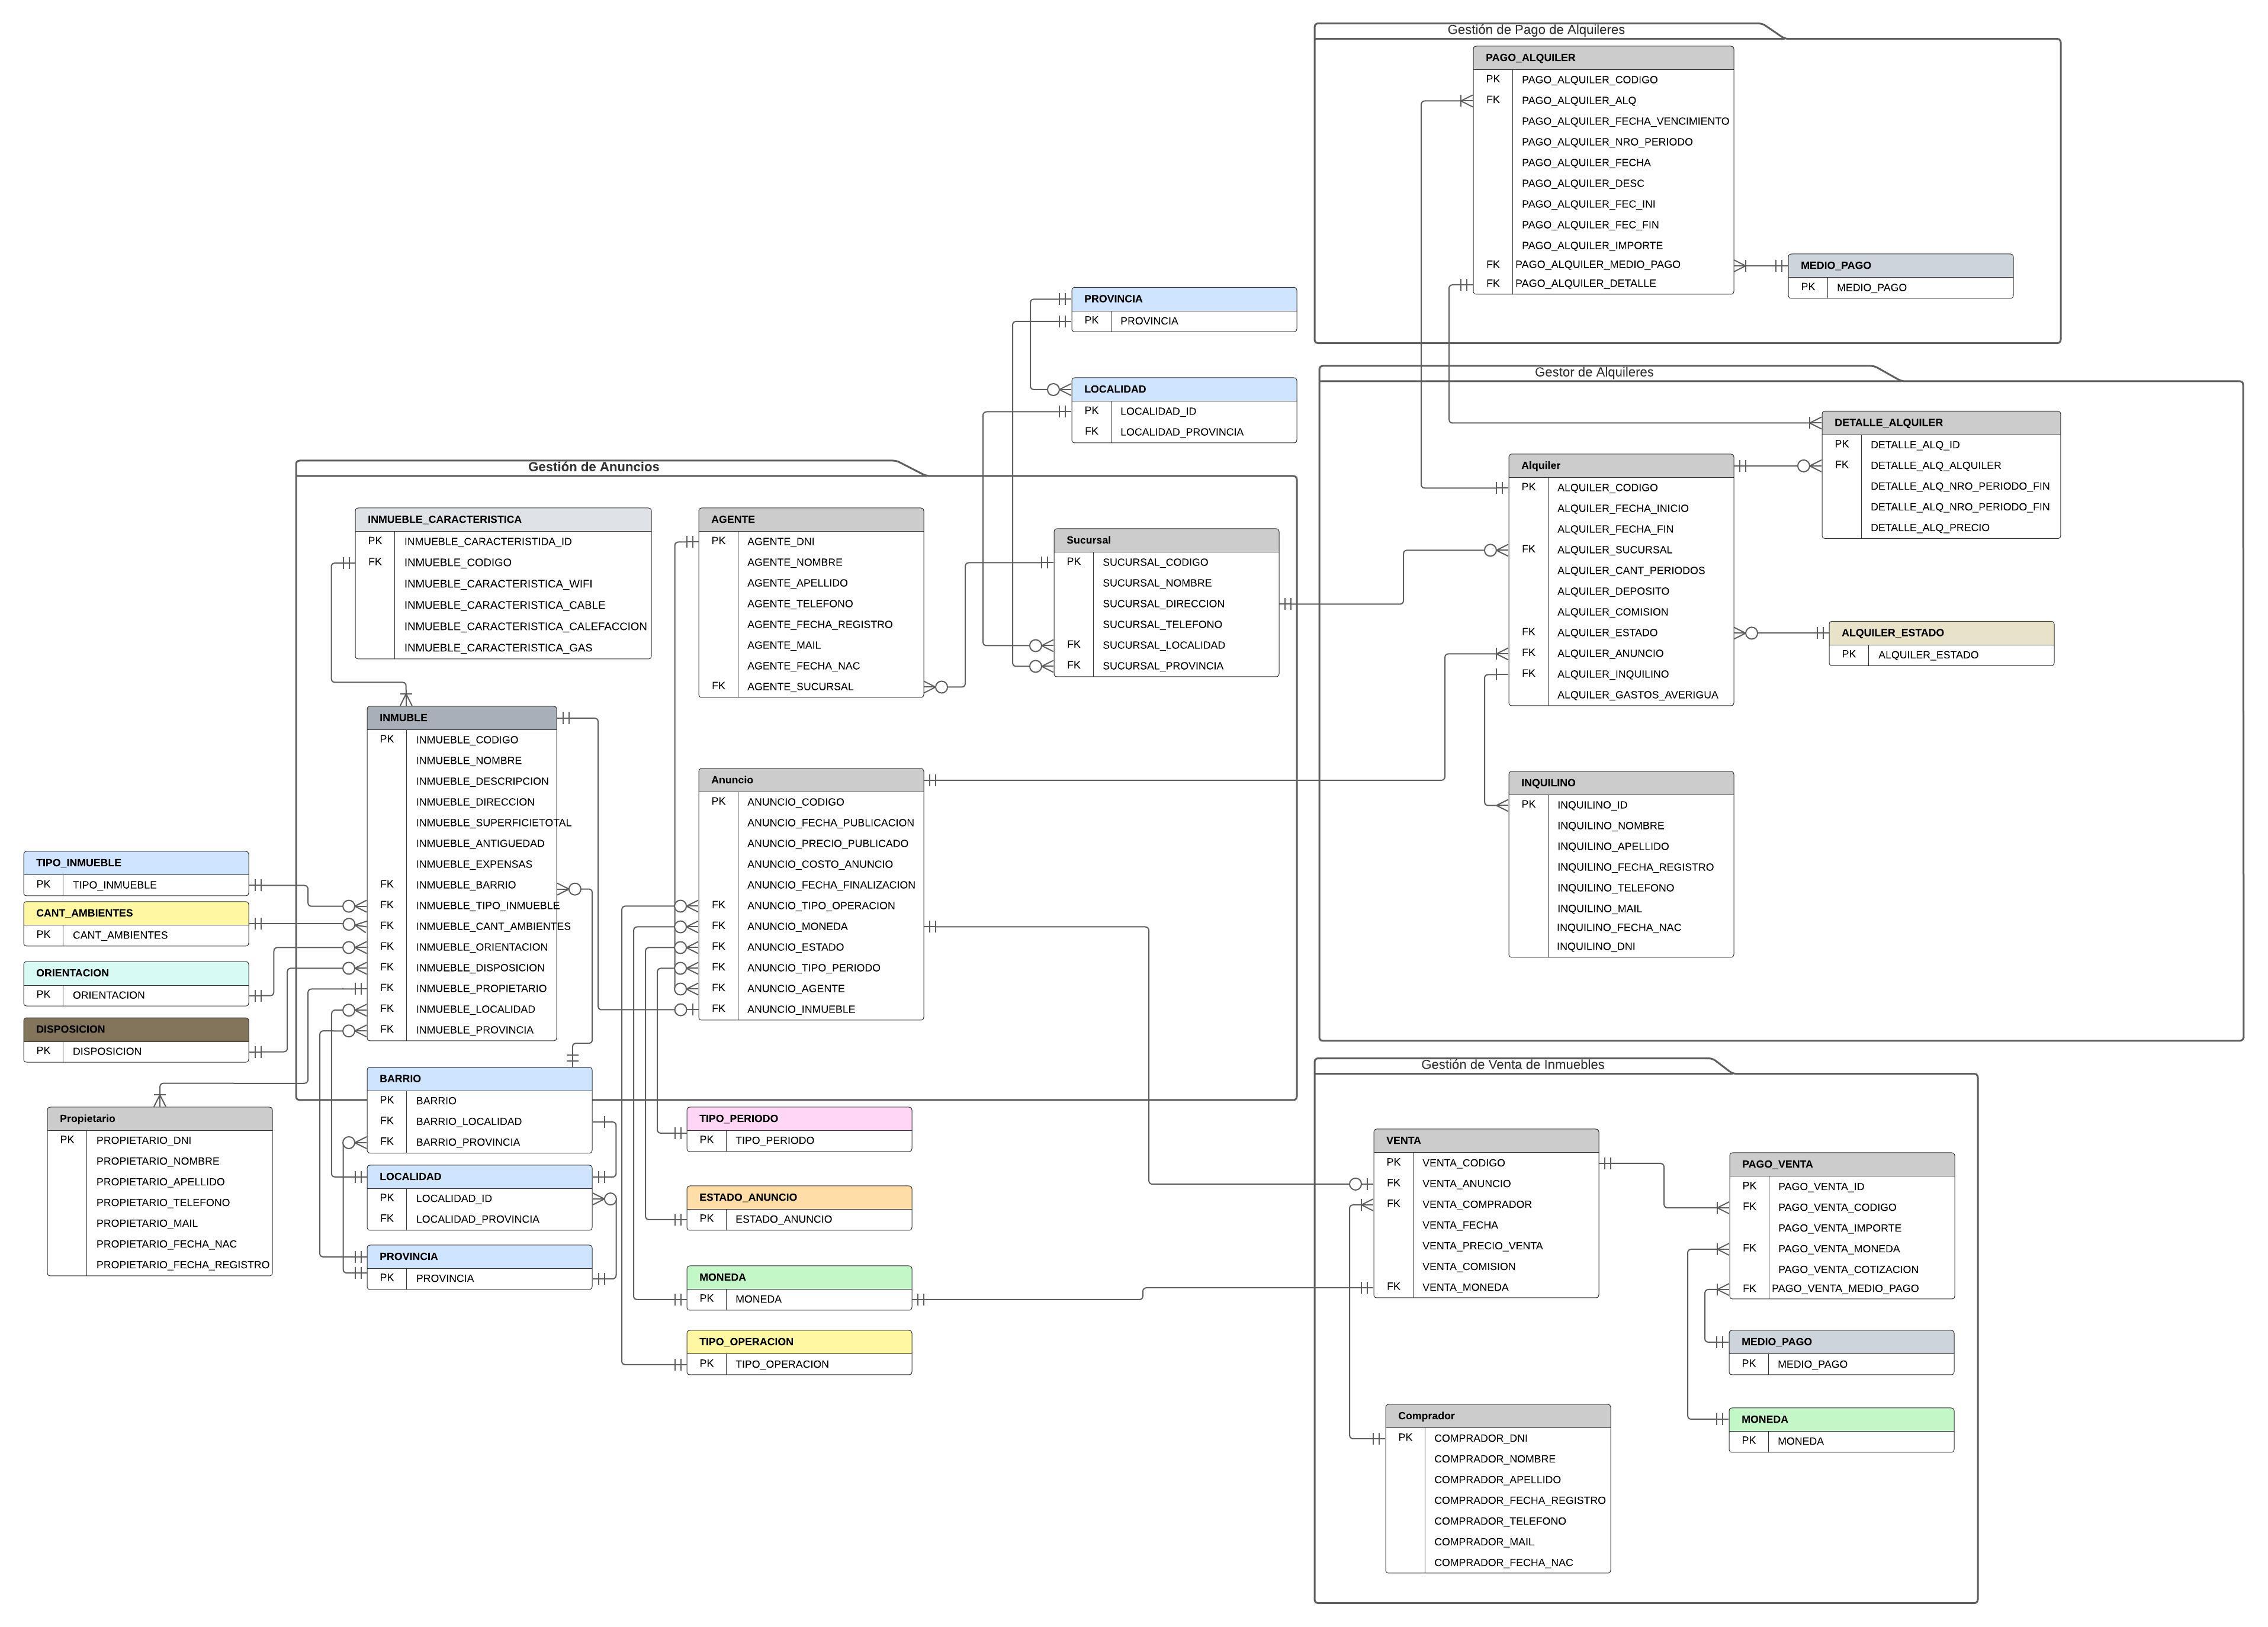 Gestión de Pago de Alquileres
PAGO_ALQUILER
PK PAGO_ALQUILER_CODIGO
FK PAGO_ALQUILER_ALQ
PAGO_ALQUILER_FECHA_VENCIMIENTO
PAGO_ALQUILER_NRO_PERIODO
PAGO_ALQUILER_FECHA
PAGO_ALQUILER_DESC
PAGO_ALQUILER_FEC_INI
PAGO_ALQUILER_FEC_FIN
PAGO_ALQUILER_IMPORTE
FK PAGO_ALQUILER_MEDIO_PAGO
FK PAGO_ALQUILER_DETALLE
MEDIO_PAGO
PK MEDIO_PAGO
PROVINCIA
PK PROVINCIA
LOCALIDAD
PK LOCALIDAD_ID
FK LOCALIDAD_PROVINCIA
Gestor de Alquileres
DETALLE_ALQUILER
PK DETALLE_ALQ_ID
FK DETALLE_ALQ_ALQUILER
DETALLE_ALQ_NRO_PERIODO_FIN
DETALLE_ALQ_NRO_PERIODO_FIN
DETALLE_ALQ_PRECIO
Alquiler
PK ALQUILER_CODIGO
ALQUILER_FECHA_INICIO
ALQUILER_FECHA_FIN
FK ALQUILER_SUCURSAL
ALQUILER_CANT_PERIODOS
ALQUILER_DEPOSITO
ALQUILER_COMISION
FK ALQUILER_ESTADO
FK ALQUILER_ANUNCIO
FK ALQUILER_INQUILINO
ALQUILER_GASTOS_AVERIGUA
ALQUILER_ESTADO
PK ALQUILER_ESTADO
INQUILINO
PK INQUILINO_ID
INQUILINO_NOMBRE
INQUILINO_APELLIDO
INQUILINO_FECHA_REGISTRO
INQUILINO_TELEFONO
INQUILINO_MAIL
INQUILINO_FECHA_NAC
INQUILINO_DNI
Gestión de Anuncios
INMUEBLE_CARACTERISTICA
PK INMUEBLE_CARACTERISTIDA_ID
FK INMUEBLE_CODIGO
INMUEBLE_CARACTERISTICA_WIFI
INMUEBLE_CARACTERISTICA_CABLE
INMUEBLE_CARACTERISTICA_CALEFACCION
INMUEBLE_CARACTERISTICA_GAS
AGENTE
PK AGENTE_DNI
AGENTE_NOMBRE
AGENTE_APELLIDO
AGENTE_TELEFONO
AGENTE_FECHA_REGISTRO
AGENTE_MAIL
AGENTE_FECHA_NAC
FK AGENTE_SUCURSAL
Sucursal
PK SUCURSAL_CODIGO
SUCURSAL_NOMBRE
SUCURSAL_DIRECCION
SUCURSAL_TELEFONO
FK SUCURSAL_LOCALIDAD
FK SUCURSAL_PROVINCIA
INMUBLE
PK INMUEBLE_CODIGO
INMUEBLE_NOMBRE
INMUEBLE_DESCRIPCION
INMUEBLE_DIRECCION
INMUEBLE_SUPERFICIETOTAL
INMUEBLE_ANTIGUEDAD
INMUEBLE_EXPENSAS
FK INMUEBLE_BARRIO
FK INMUEBLE_TIPO_INMUEBLE
FK INMUEBLE_CANT_AMBIENTES
FK INMUEBLE_ORIENTACION
FK INMUEBLE_DISPOSICION
FK INMUEBLE_PROPIETARIO
FK INMUEBLE_LOCALIDAD
FK INMUEBLE_PROVINCIA
Anuncio
PK ANUNCIO_CODIGO
ANUNCIO_FECHA_PUBLICACION
ANUNCIO_PRECIO_PUBLICADO
ANUNCIO_COSTO_ANUNCIO
ANUNCIO_FECHA_FINALIZACION
FK ANUNCIO_TIPO_OPERACION
FK ANUNCIO_MONEDA
FK ANUNCIO_ESTADO
FK ANUNCIO_TIPO_PERIODO
FK ANUNCIO_AGENTE
FK ANUNCIO_INMUEBLE
TIPO_INMUEBLE
PK TIPO_INMUEBLE
CANT_AMBIENTES
PK CANT_AMBIENTES
ORIENTACION
PK ORIENTACION
DISPOSICION
PK DISPOSICION
Propietario
PK PROPIETARIO_DNI
PROPIETARIO_NOMBRE
PROPIETARIO_APELLIDO
PROPIETARIO_TELEFONO
PROPIETARIO_MAIL
PROPIETARIO_FECHA_NAC
PROPIETARIO_FECHA_REGISTRO
BARRIO
PK BARRIO
FK BARRIO_LOCALIDAD
FK BARRIO_PROVINCIA
LOCALIDAD
PK LOCALIDAD_ID
FK LOCALIDAD_PROVINCIA
PROVINCIA
PK PROVINCIA
TIPO_PERIODO
PK TIPO_PERIODO
ESTADO_ANUNCIO
PK ESTADO_ANUNCIO
MONEDA
PK MONEDA
TIPO_OPERACION
PK TIPO_OPERACION
Gestión de Venta de Inmuebles
VENTA
PK VENTA_CODIGO
FK VENTA_ANUNCIO
FK VENTA_COMPRADOR
VENTA_FECHA
VENTA_PRECIO_VENTA
VENTA_COMISION
FK VENTA_MONEDA
PAGO_VENTA
PK PAGO_VENTA_ID
FK PAGO_VENTA_CODIGO
PAGO_VENTA_IMPORTE
FK PAGO_VENTA_MONEDA
PAGO_VENTA_COTIZACION
FK PAGO_VENTA_MEDIO_PAGO
MEDIO_PAGO
PK MEDIO_PAGO
MONEDA
PK MONEDA
Comprador
PK COMPRADOR_DNI
COMPRADOR_NOMBRE
COMPRADOR_APELLIDO
COMPRADOR_FECHA_REGISTRO
COMPRADOR_TELEFONO
COMPRADOR_MAIL
COMPRADOR_FECHA_NAC